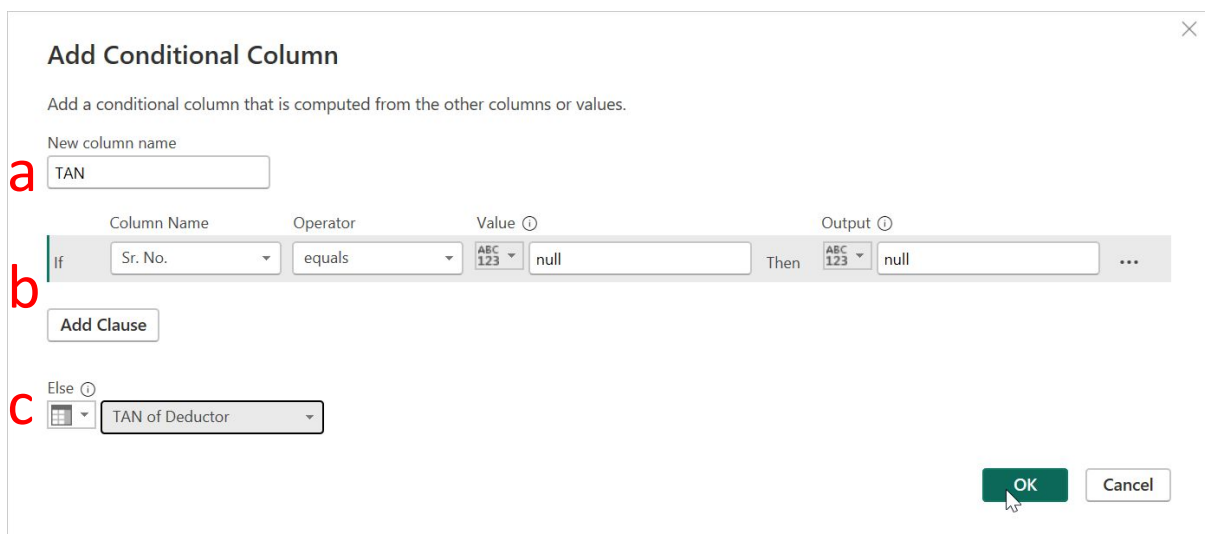 Add Conditional Column
Add a conditional column that is computed from the other columns or values.
New column name
a
TAN
Column Name Operator Value Output
If Sr. No. equals ABC 123 null Then ABC 123 null ...
b
Add Clause
Else
c
TAN of Deductor
OK Cancel